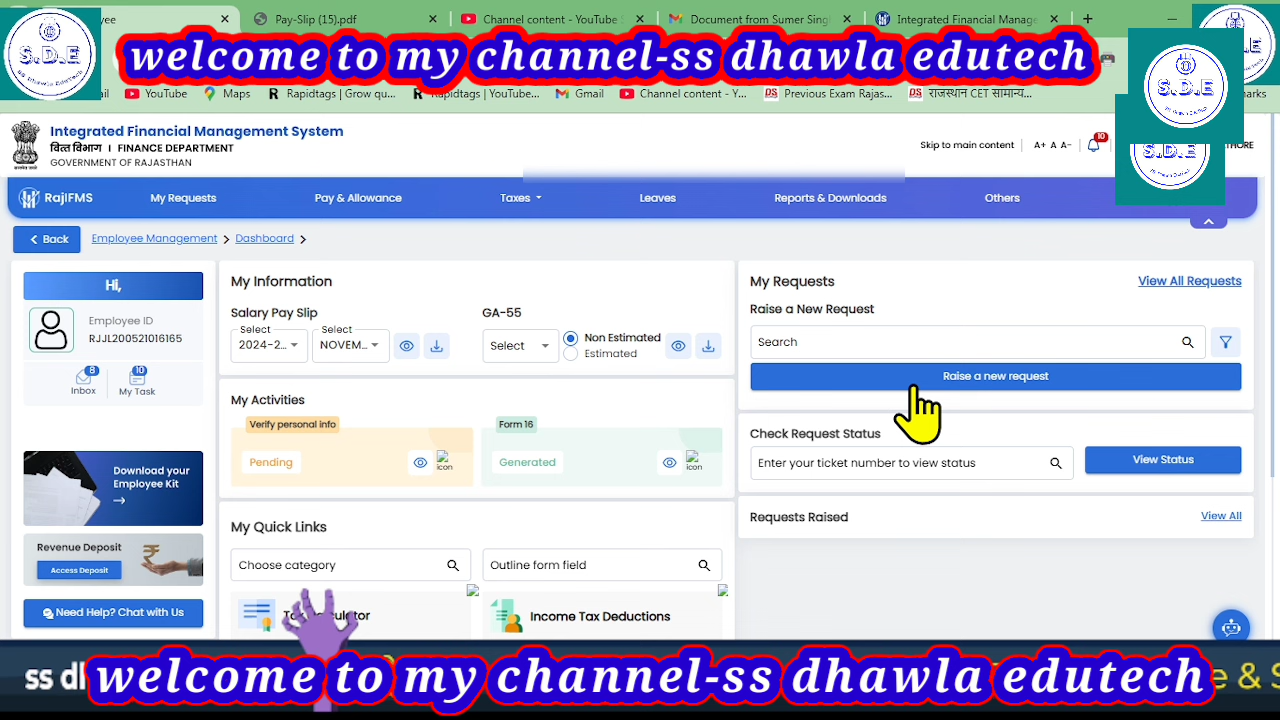 Pay-Slip (15).pdf
Channel content - YouTube S
Document from Sumer Sing
Integrated Financial Manage
welcome to my channel-ss dhawla edutech
S.D.E
YouTube
Maps
Rapidtags | Grow qu...
Rapidtags | YouTube...
Gmail
Channel content - Y...
Previous Exam Rajas...
राजस्थान CET सामान्य...
Integrated Financial Management System
वित्त विभाग I FINANCE DEPARTMENT
GOVERNMENT OF RAJASTHAN
Skip to main content
A+ A A-
10
S.D.E
RajIFMS
My Requests
Pay & Allowance
Taxes
Leaves
Reports & Downloads
Others
Back
Employee Management
Dashboard
Hi,
Employee ID
RJJL200521016165
8
Inbox
10
My Task
Download your
Employee Kit
Revenue Deposit
Access Deposit
Need Help? Chat with Us
My Information
Salary Pay Slip
Select
2024-2...
Select
NOVEM...
GA-55
Select
Non Estimated
Estimated
My Activities
Verify personal info
Pending
icon
Form 16
Generated
icon
My Quick Links
Choose category
Outline form field
Income Tax Deductions
My Requests
View All Requests
Raise a New Request
Search
Raise a new request
Check Request Status
Enter your ticket number to view status
View Status
Requests Raised
View All
welcome to my channel-ss dhawla edutech